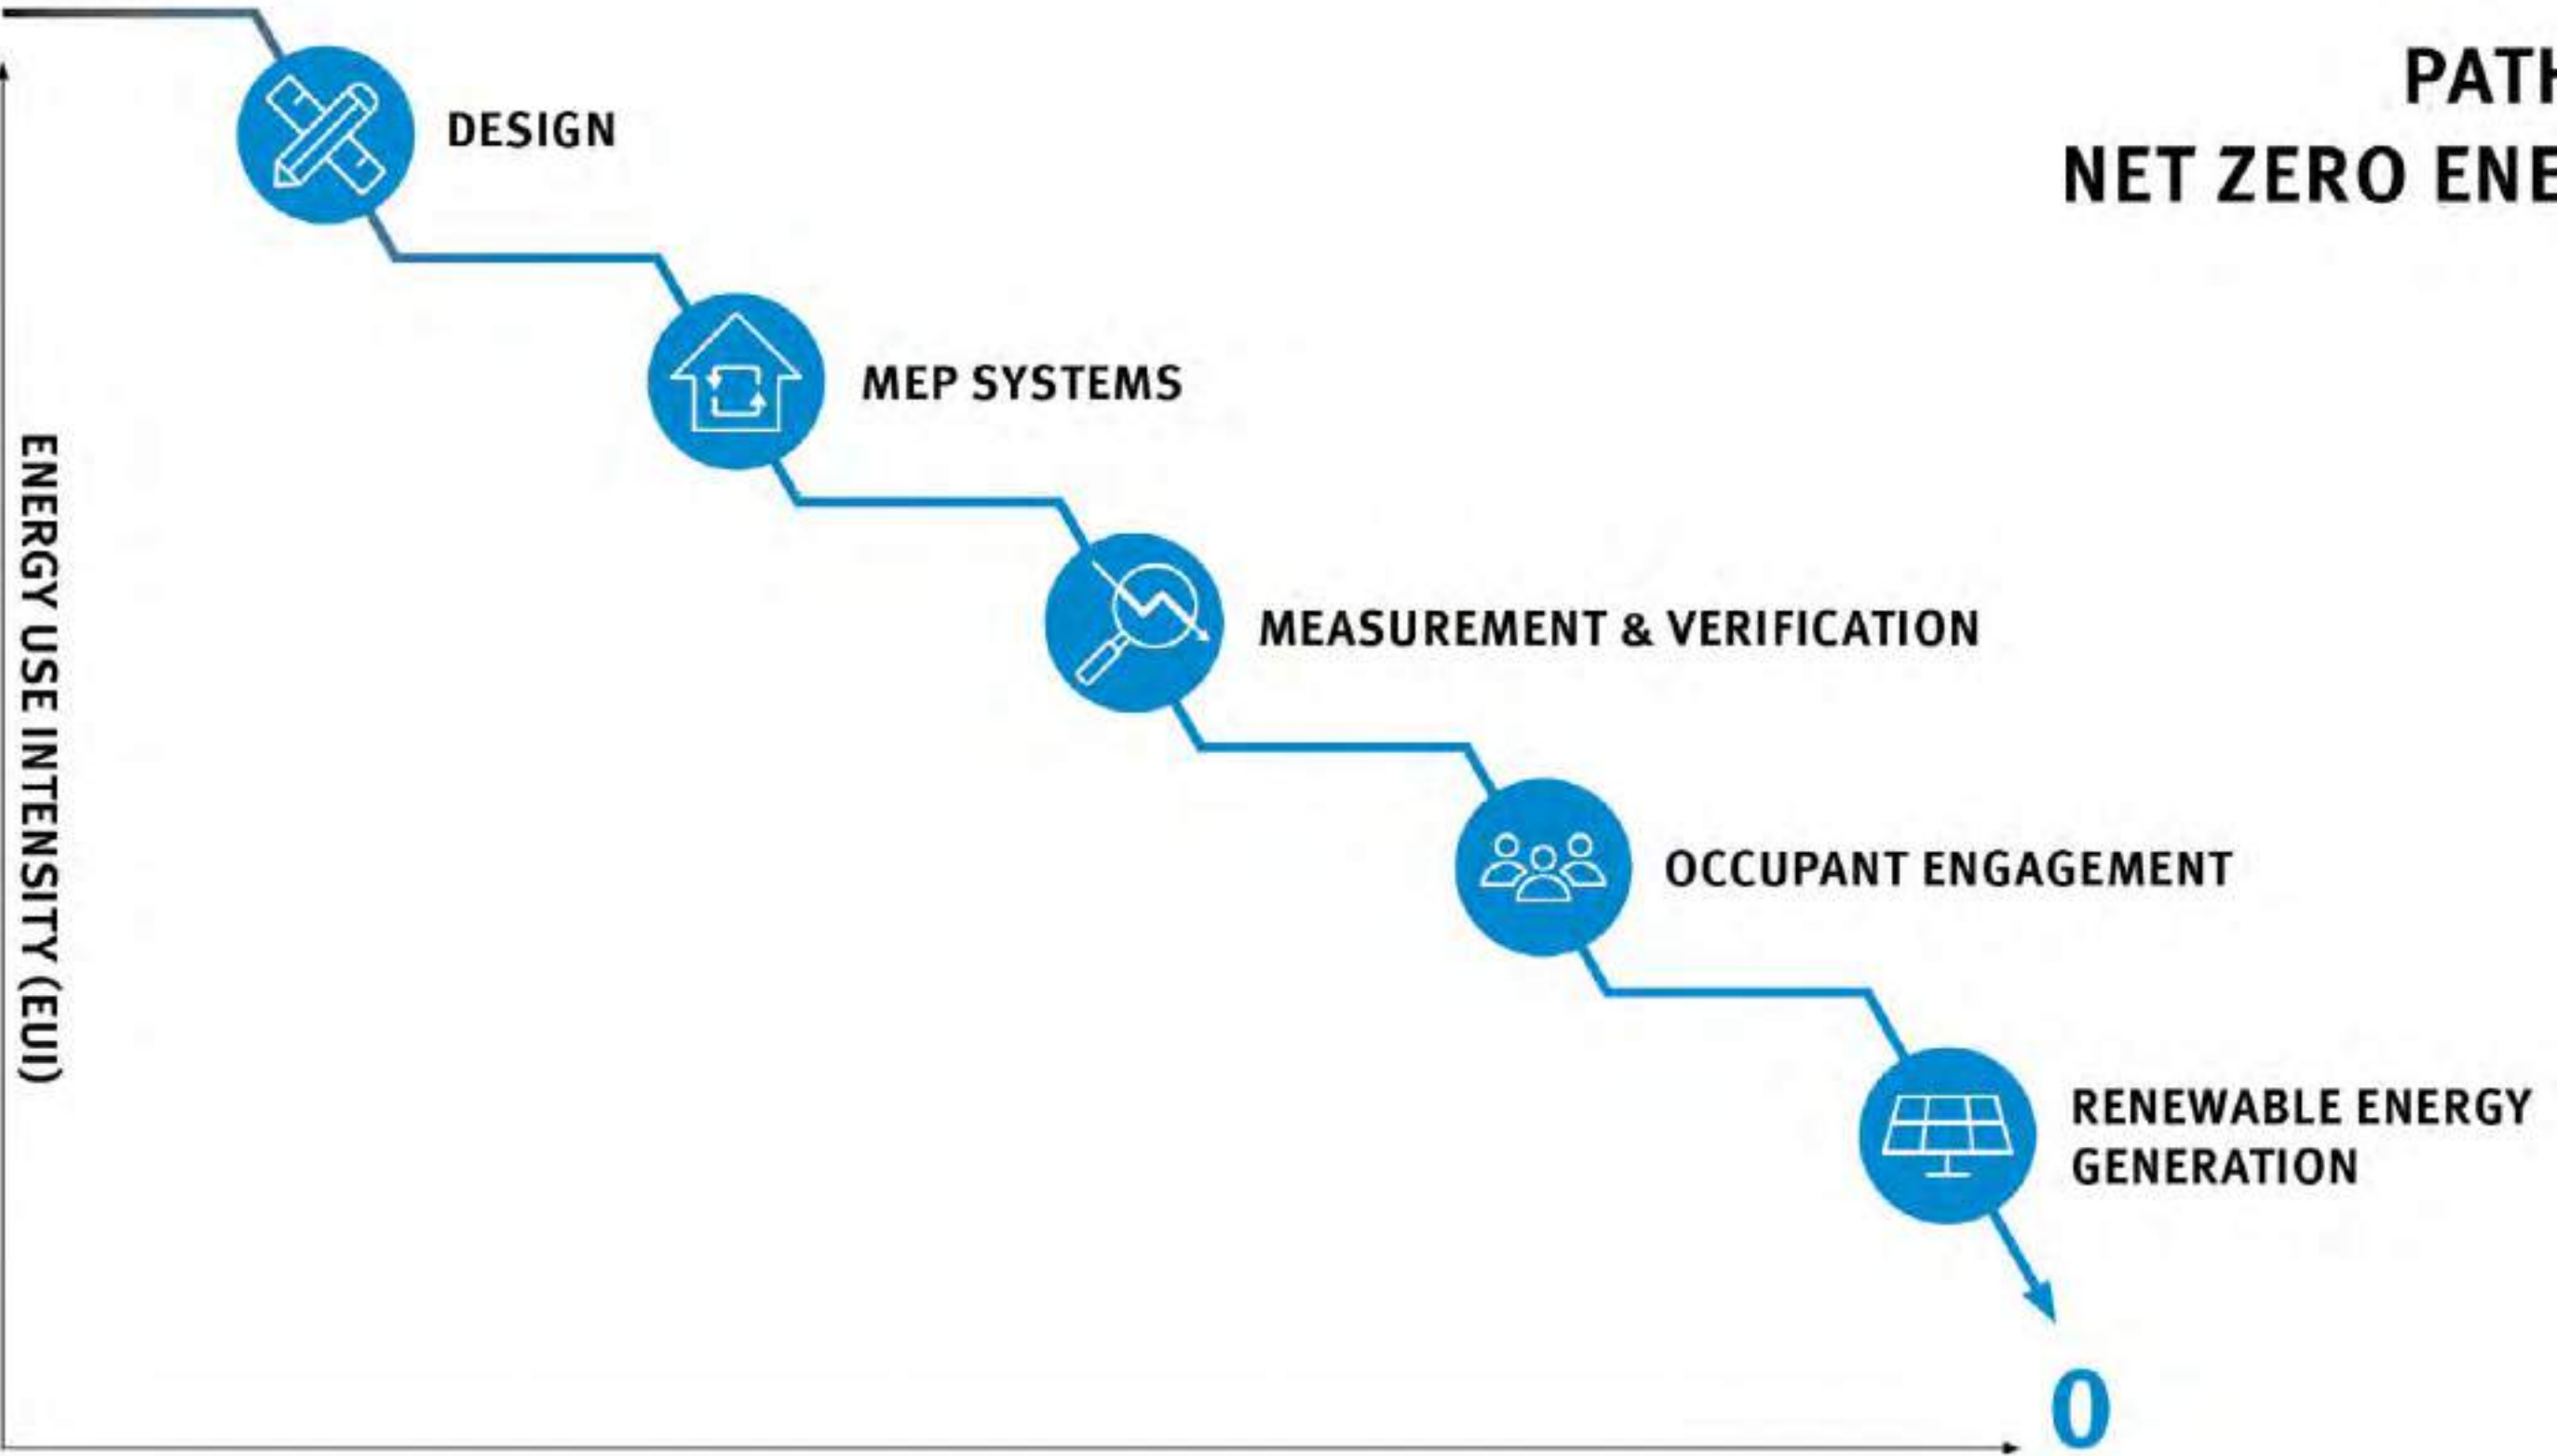 PATH
NET ZERO ENE
DESIGN
MEP SYSTEMS
MEASUREMENT & VERIFICATION
OCCUPANT ENGAGEMENT
RENEWABLE ENERGY
GENERATION
0
ENERGY USE INTENSITY (EUI)